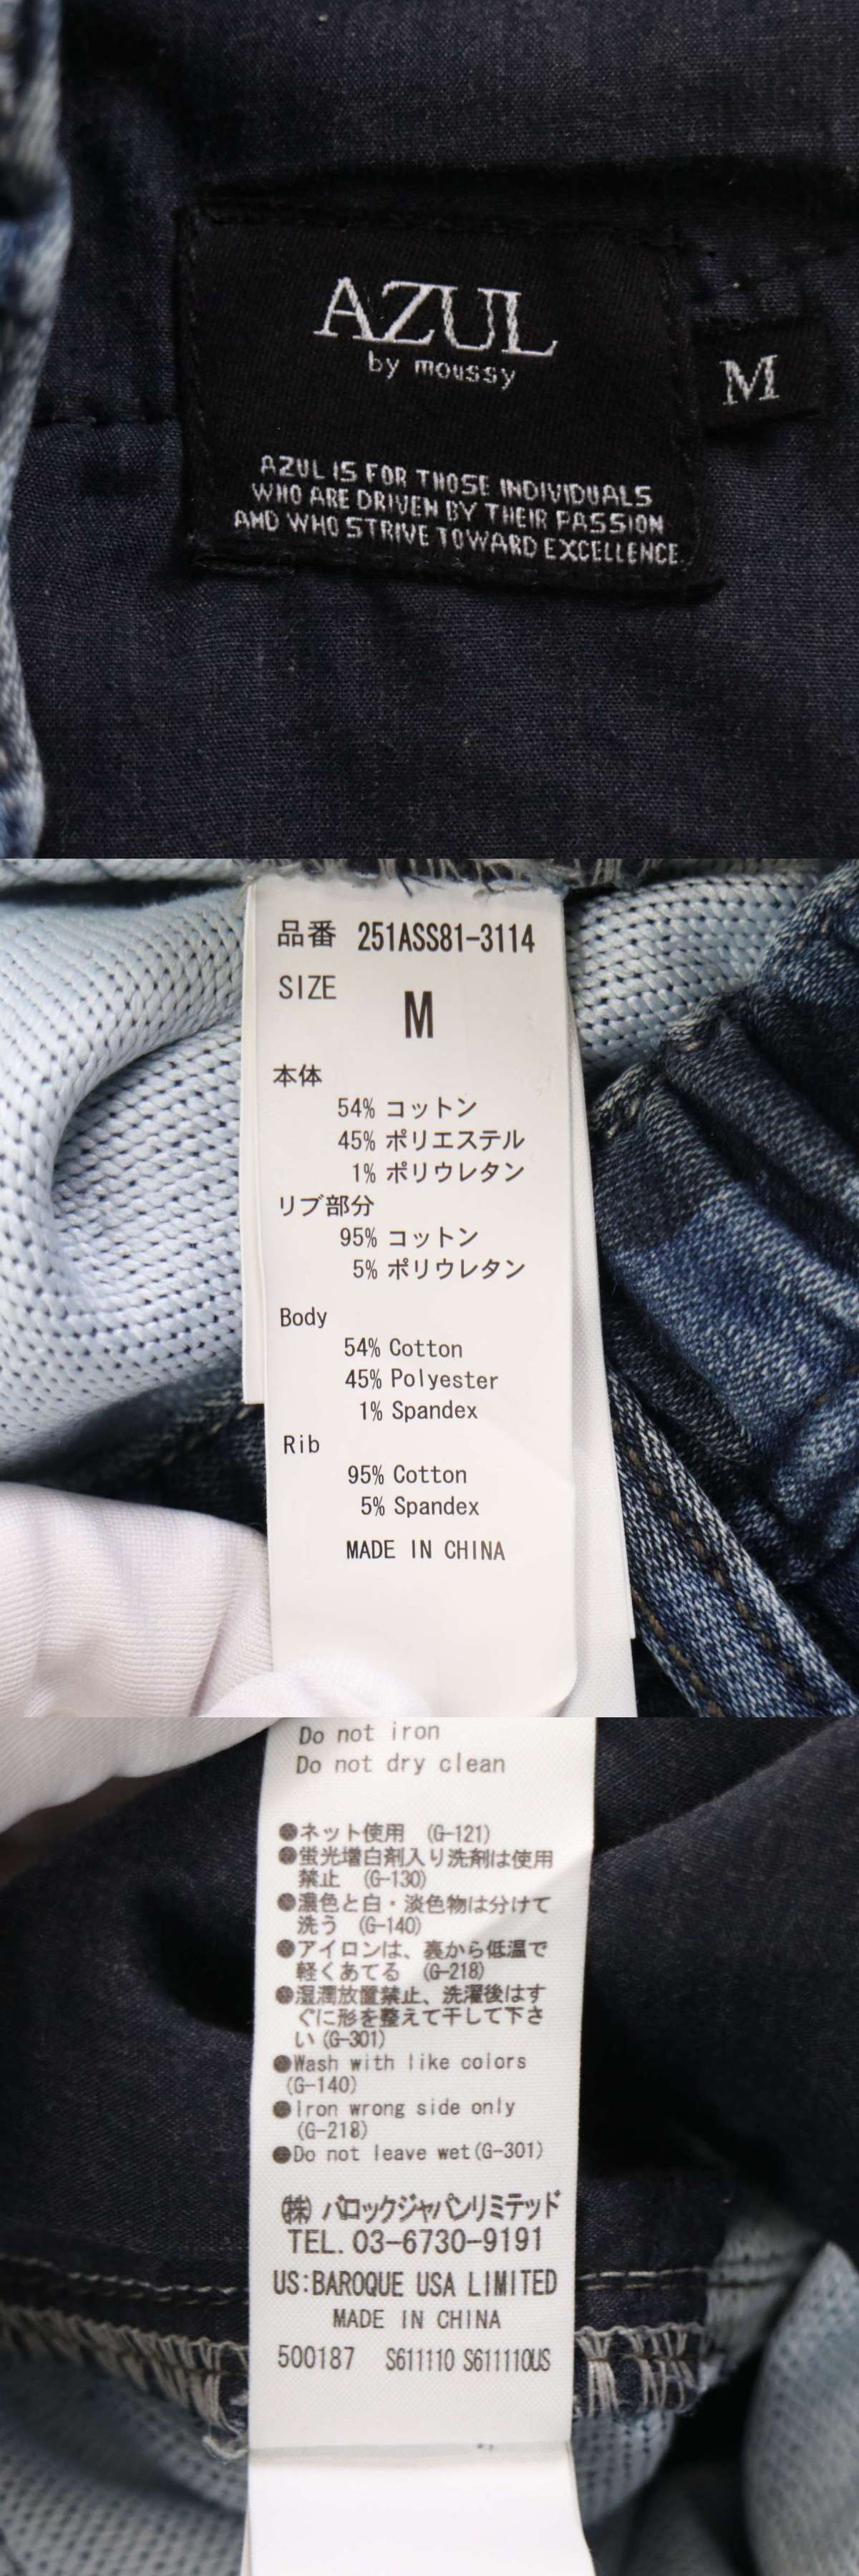 AZUL
by moussy
M
AZUL IS FOR THOSE INDIVIDUALS
WHO ARE DRIVEN BY THEIR PASSION
AND WHO STRIVE TOWARD EXCELLENCE
品番 251ASS81-3114
SIZE
M
本体
54% コットン
45% ポリエステル
1% ポリウレタン
リブ部分
95% コットン
5% ポリウレタン
Body
54% Cotton
45% Polyester
1% Spandex
Rib
95% Cotton
5% Spandex
MADE IN CHINA
Do not iron
Do not dry clean
●ネット使用 (G-121)
●蛍光増白剤入り洗剤は使用
禁止 (G-130)
●濃色と白・淡色物は分けて
洗う (G-140)
●アイロンは、裏から低温で
軽くあてる (G-218)
●湿潤放置禁止、洗濯後はす
ぐに形を整えて干して下さ
い(G-301)
●Wash with like colors
(G-140)
●Iron wrong side only
(G-218)
●Do not leave wet(G-301)
(株) バロックジャパンリミテッド
TEL. 03-6730-9191
US:BAROQUE USA LIMITED
MADE IN CHINA
500187 S611110 S611110US